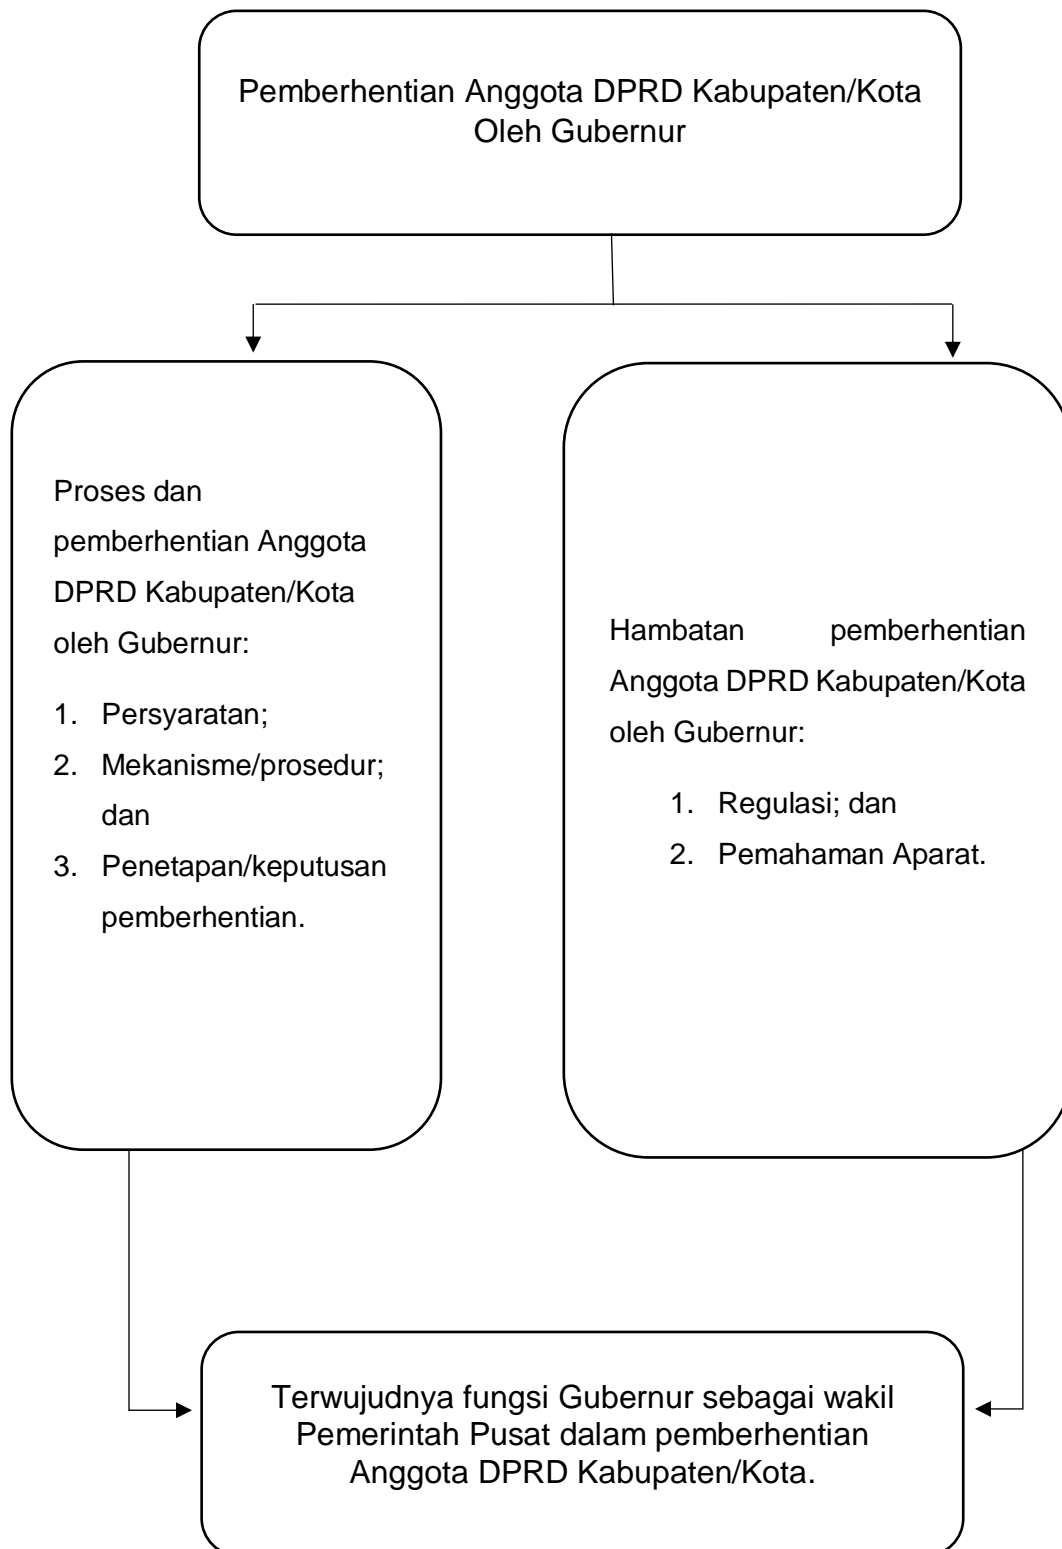 Pemberhentian Anggota DPRD Kabupaten/Kota
Oleh Gubernur
Proses dan
pemberhentian Anggota
DPRD Kabupaten/Kota
oleh Gubernur:
1. Persyaratan;
2. Mekanisme/prosedur;
dan
3. Penetapan/keputusan
pemberhentian.
Hambatan pemberhentian
Anggota DPRD Kabupaten/Kota
oleh Gubernur:
1. Regulasi; dan
2. Pemahaman Aparat.
Terwujudnya fungsi Gubernur sebagai wakil
Pemerintah Pusat dalam pemberhentian
Anggota DPRD Kabupaten/Kota.